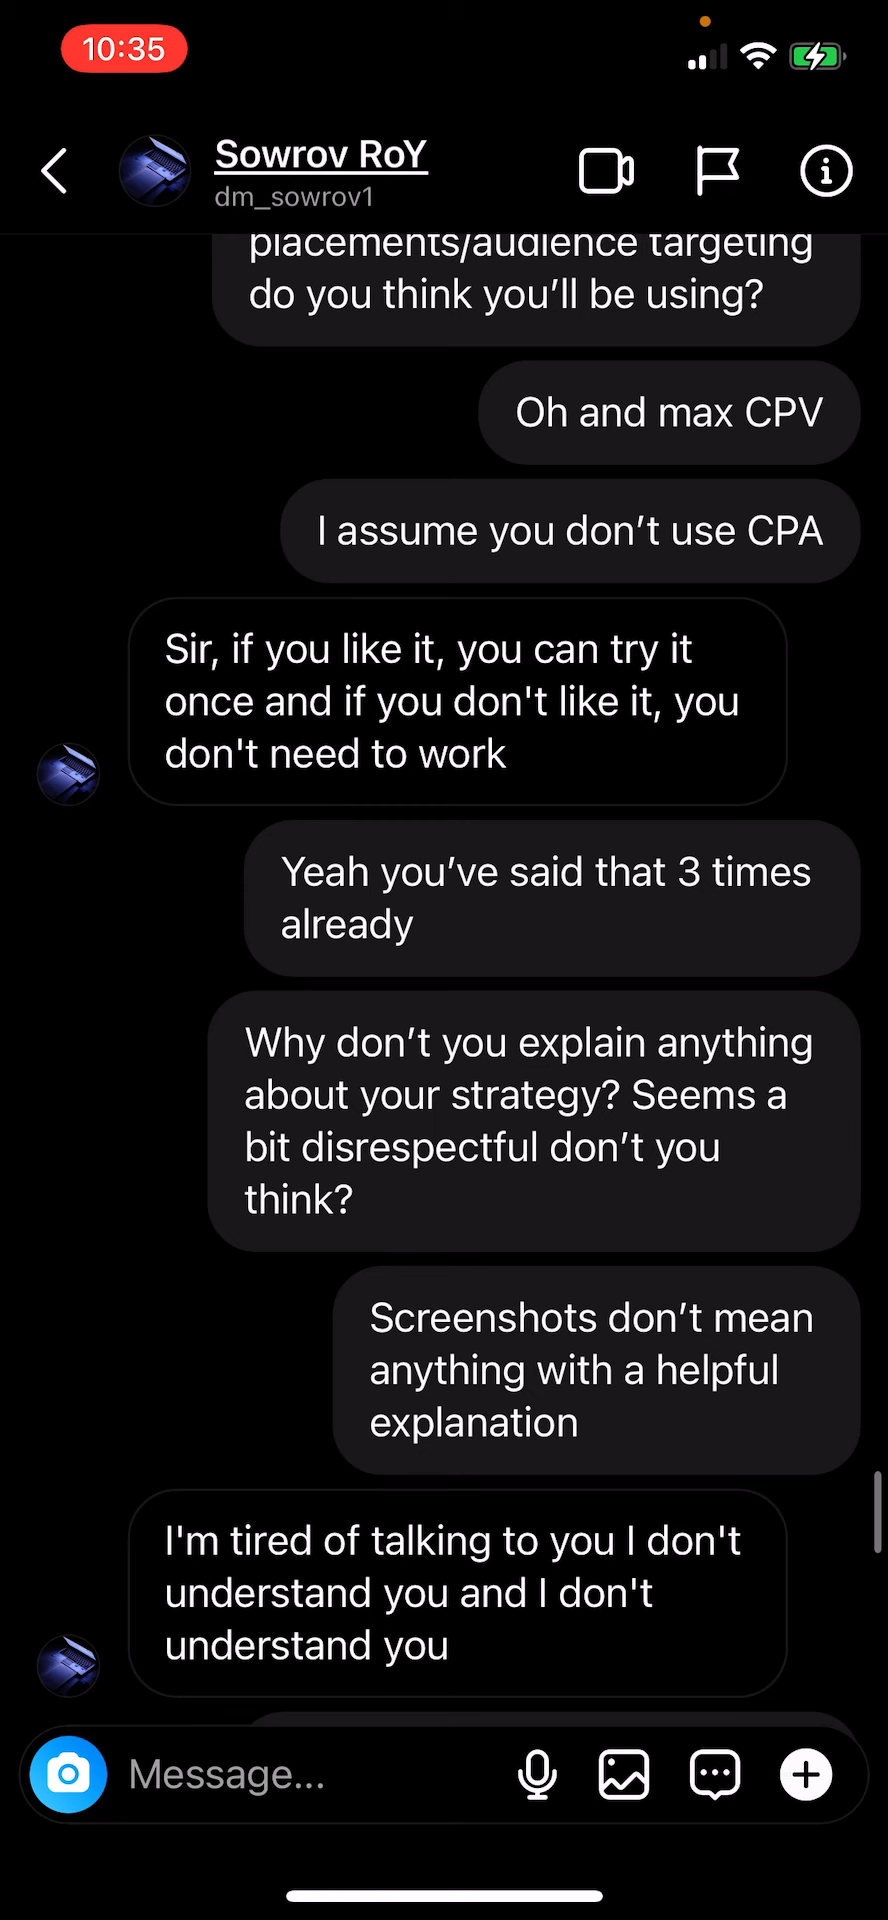 10:35
Sowrov RoY
dm_sowrov1
placements/audience targeting
do you think you’ll be using?
Oh and max CPV
I assume you don’t use CPA
Sir, if you like it, you can try it
once and if you don't like it, you
don't need to work
Yeah you’ve said that 3 times
already
Why don’t you explain anything
about your strategy? Seems a
bit disrespectful don’t you
think?
Screenshots don’t mean
anything with a helpful
explanation
I'm tired of talking to you I don't
understand you and I don't
understand you
Message...